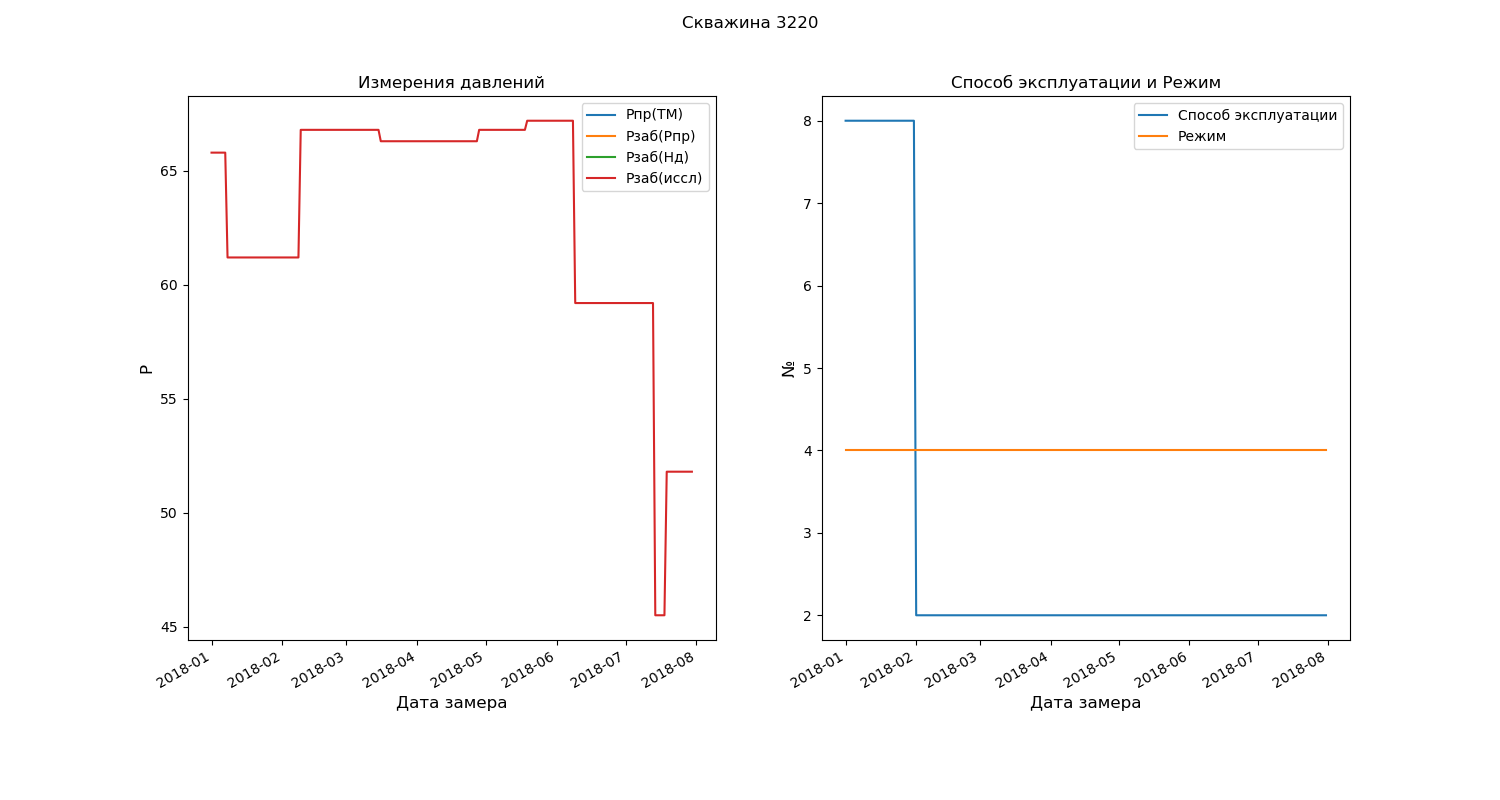 Скважина 3220
Измерения давлений
Рпр(ТМ)
Рзаб(Рпр)
Рзаб(Нд)
Рзаб(иссл)
65
60
55
50
45
Р
2018-01
2018-02
2018-03
2018-04
2018-05
2018-06
2018-07
2018-08
Дата замера
Способ эксплуатации и Режим
Способ эксплуатации
Режим
8
7
6
5
4
3
2
№
2018-01
2018-02
2018-03
2018-04
2018-05
2018-06
2018-07
2018-08
Дата замера